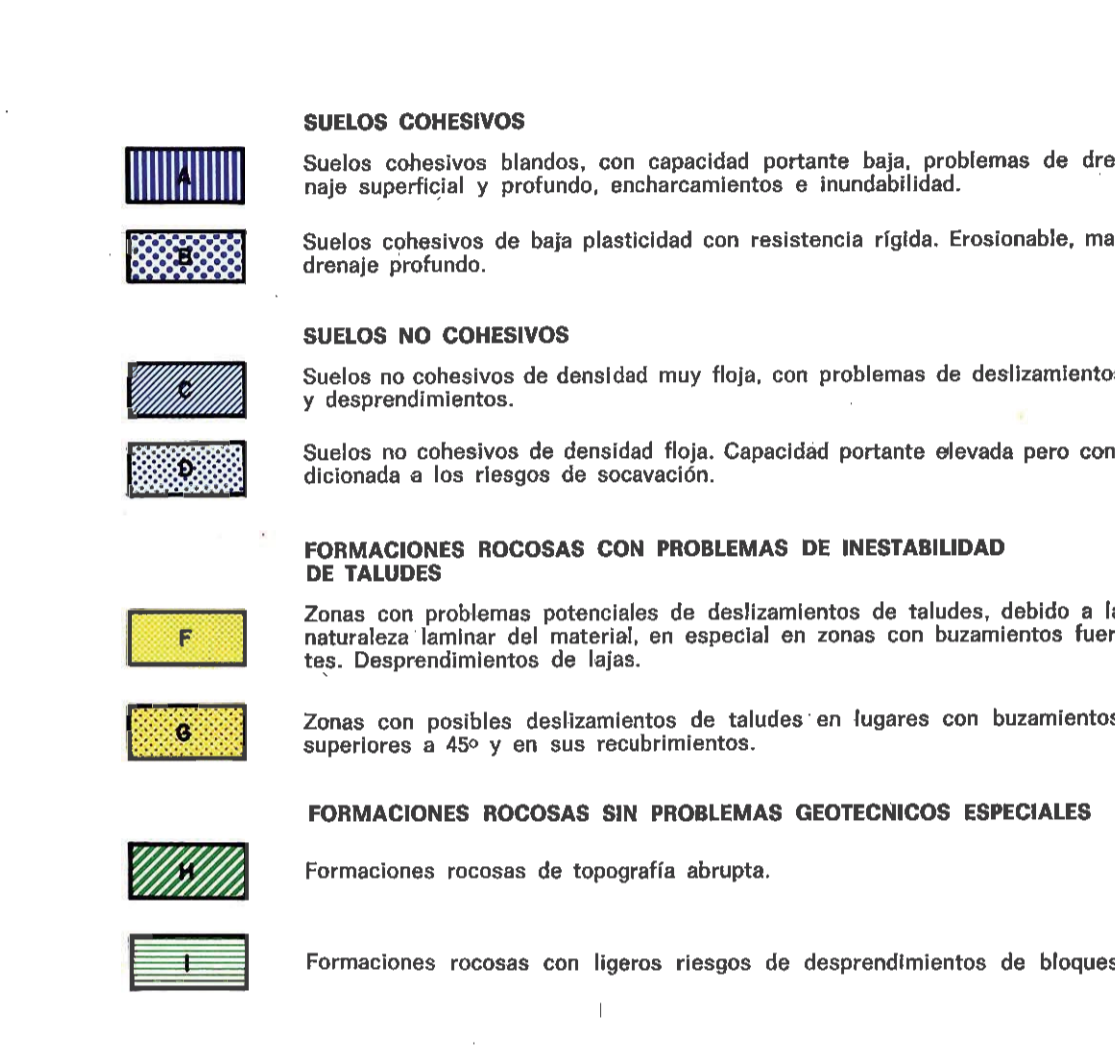 SUELOS COHESIVOS
A
Suelos cohesivos blandos, con capacidad portante baja, problemas de dre
naje superficial y profundo, encharcamientos e inundabilidad.
B
Suelos cohesivos de baja plasticidad con resistencia rígida. Erosionable, ma
drenaje profundo.
SUELOS NO COHESIVOS
C
Suelos no cohesivos de densidad muy floja, con problemas de deslizamientos
y desprendimientos.
D
Suelos no cohesivos de densidad floja. Capacidad portante elevada pero con
dicionada a los riesgos de socavación.
FORMACIONES ROCOSAS CON PROBLEMAS DE INESTABILIDAD
DE TALUDES
F
Zonas con problemas potenciales de deslizamientos de taludes, debido a la
naturaleza laminar del material, en especial en zonas con buzamientos fuer
tes. Desprendimientos de lajas.
G
Zonas con posibles deslizamientos de taludes en lugares con buzamientos
superiores a 45º y en sus recubrimientos.
FORMACIONES ROCOSAS SIN PROBLEMAS GEOTECNICOS ESPECIALES
H
Formaciones rocosas de topografía abrupta.
I
Formaciones rocosas con ligeros riesgos de desprendimientos de bloques